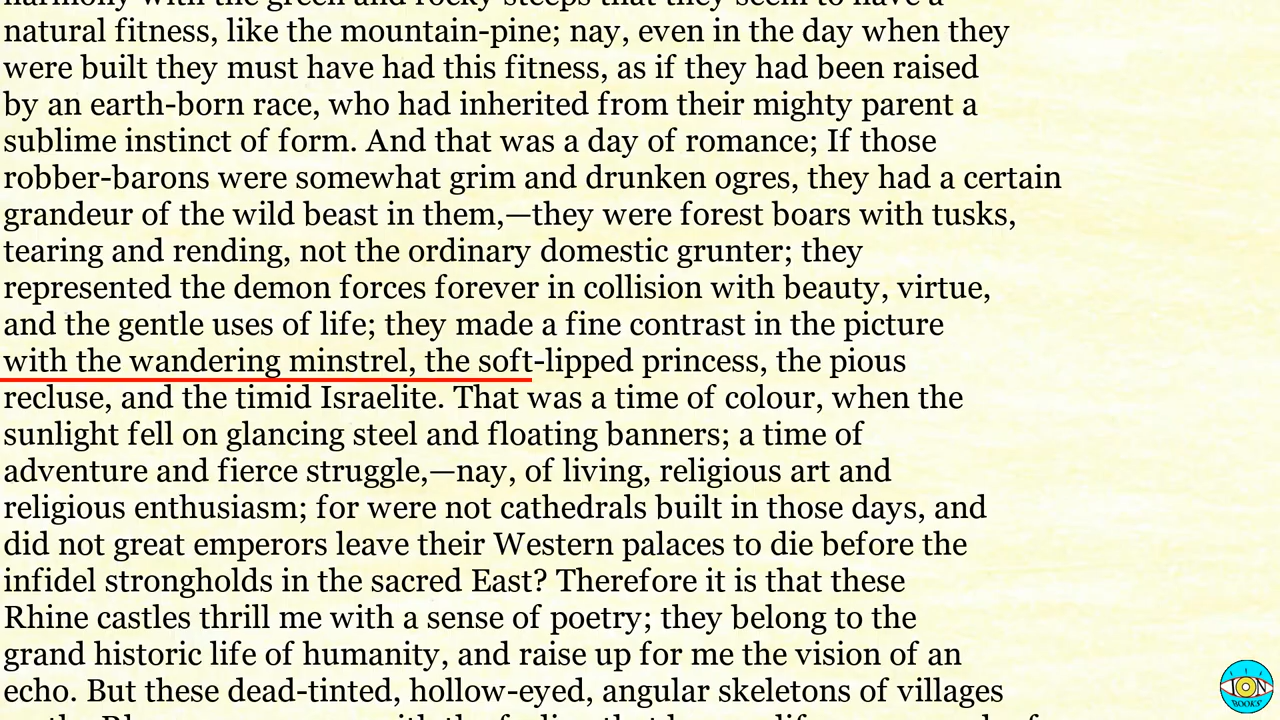 harmony with the green and rocky steeps that they seem to have a
natural fitness, like the mountain-pine; nay, even in the day when they
were built they must have had this fitness, as if they had been raised
by an earth-born race, who had inherited from their mighty parent a
sublime instinct of form. And that was a day of romance; If those
robber-barons were somewhat grim and drunken ogres, they had a certain
grandeur of the wild beast in them,—they were forest boars with tusks,
tearing and rending, not the ordinary domestic grunter; they
represented the demon forces forever in collision with beauty, virtue,
and the gentle uses of life; they made a fine contrast in the picture
with the wandering minstrel, the soft-lipped princess, the pious
recluse, and the timid Israelite. That was a time of colour, when the
sunlight fell on glancing steel and floating banners; a time of
adventure and fierce struggle,—nay, of living, religious art and
religious enthusiasm; for were not cathedrals built in those days, and
did not great emperors leave their Western palaces to die before the
infidel strongholds in the sacred East? Therefore it is that these
Rhine castles thrill me with a sense of poetry; they belong to the
grand historic life of humanity, and raise up for me the vision of an
echo. But these dead-tinted, hollow-eyed, angular skeletons of villages
ION
BOOKS